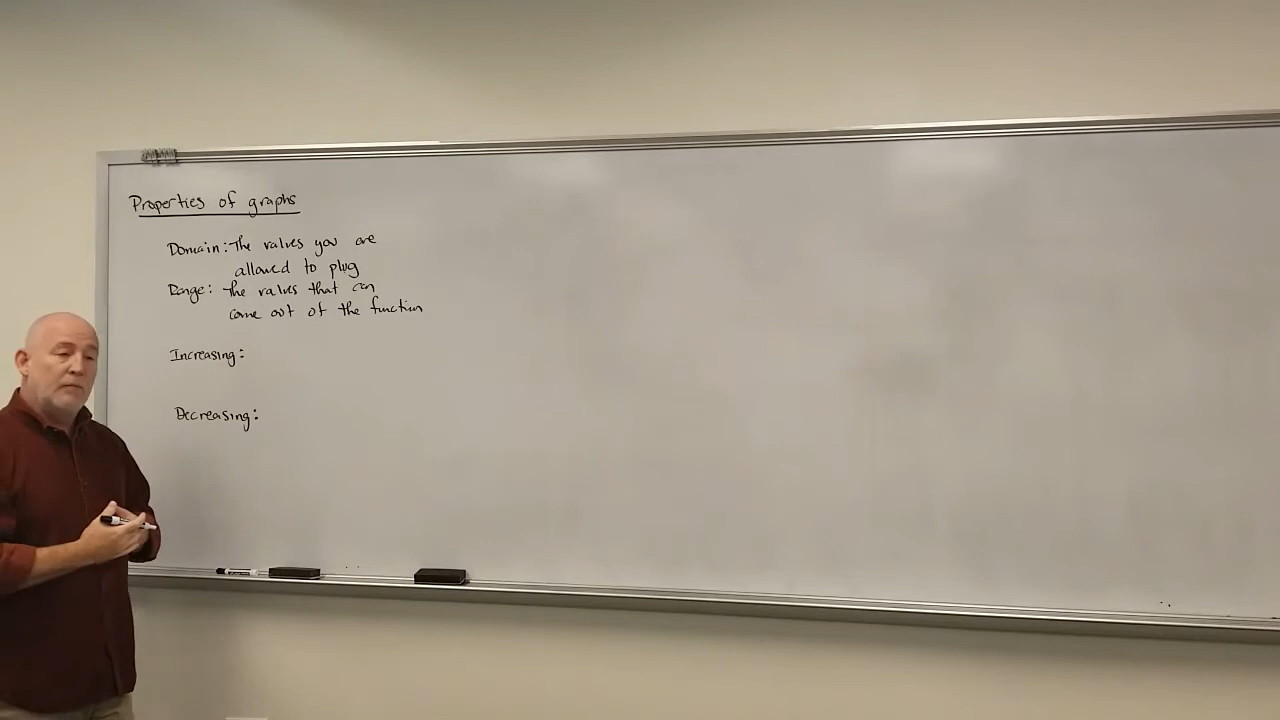 Properties of graphs
Domain: The values you are
allowed to plug
Range: The values that can
come out of the function
Increasing:
Decreasing: